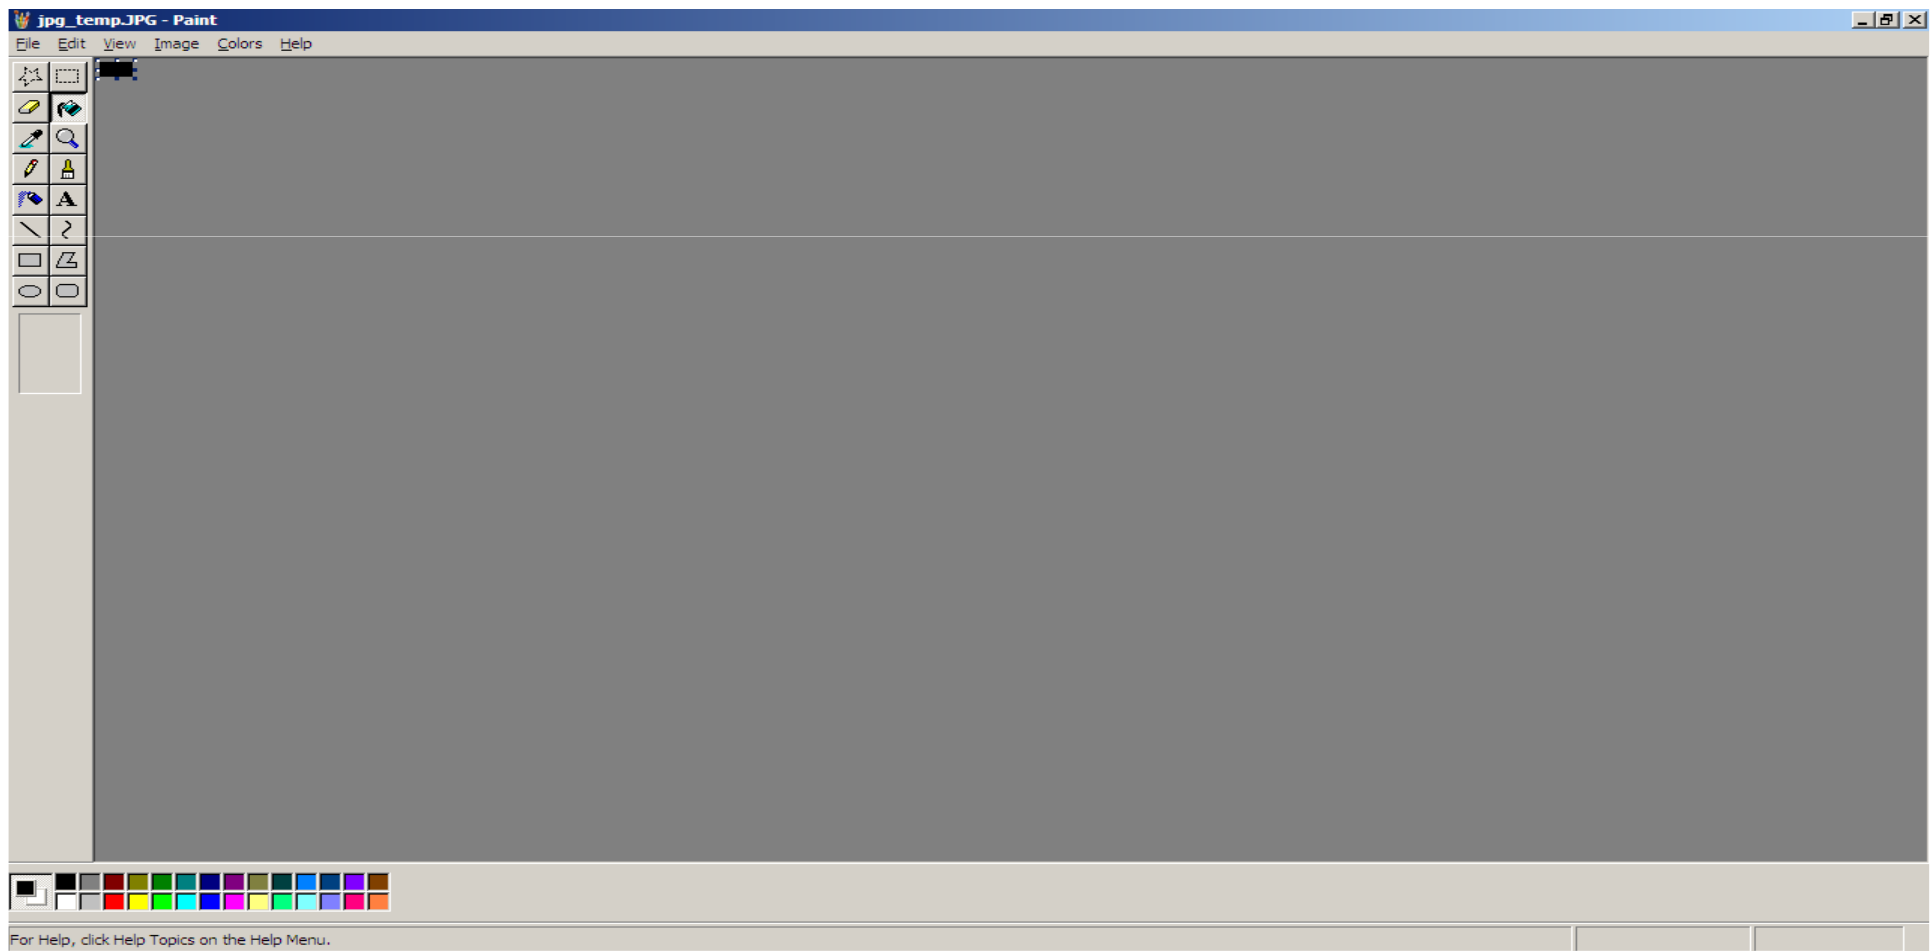 jpg_temp.JPG - Paint
File Edit View Image Colors Help
A
For Help, click Help Topics on the Help Menu.